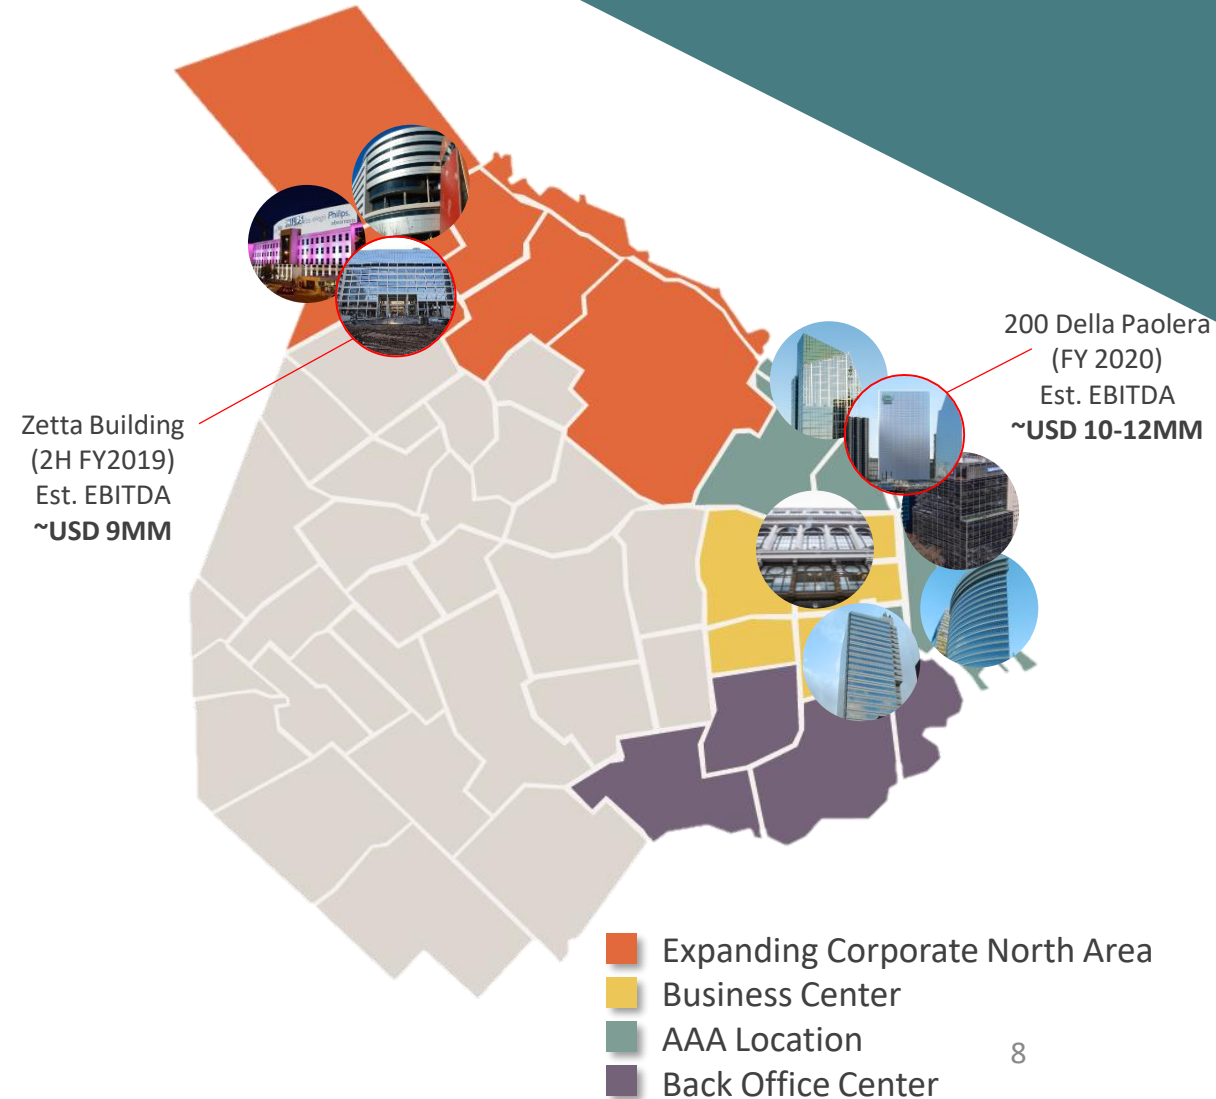 Philips.
200 Della Paolera
(FY 2020)
Est. EBITDA
~USD 10-12MM
Zetta Building
(2H FY2019)
Est. EBITDA
~USD 9MM
Expanding Corporate North Area
Business Center
AAA Location
Back Office Center
8